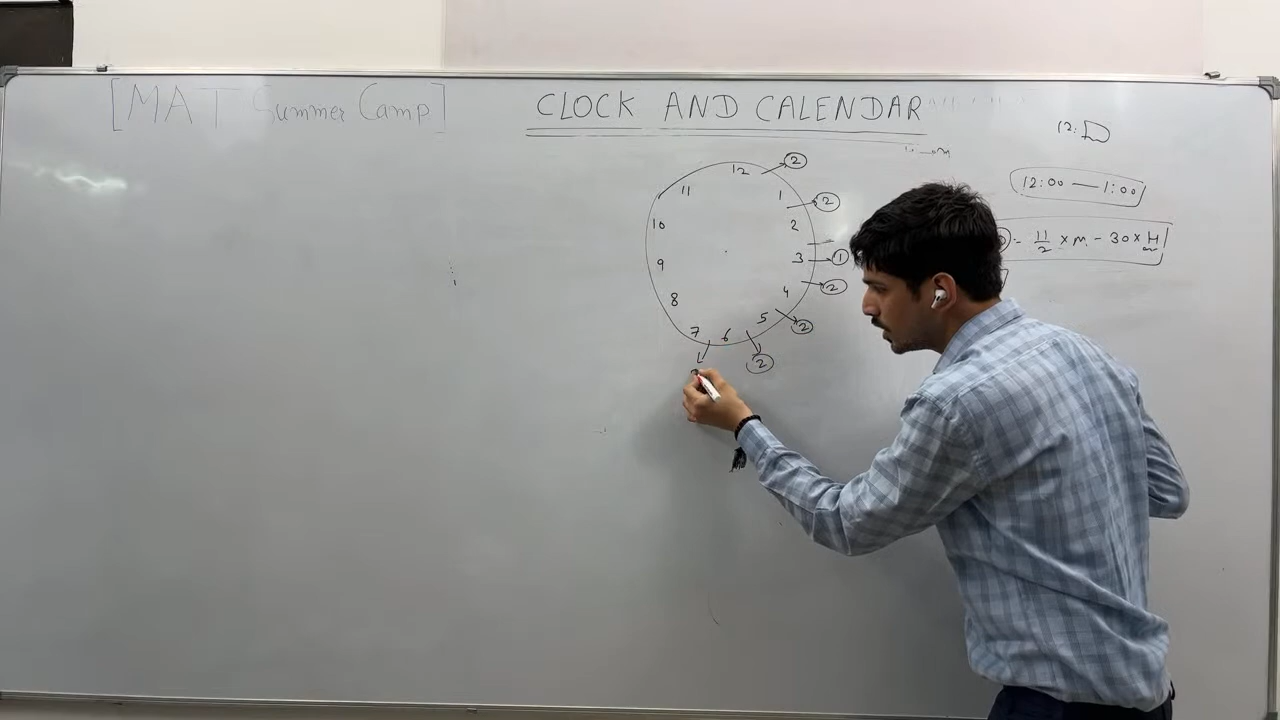 [MAT Summer Camp]
CLOCK AND CALENDAR
12:
12:00 — 1:00
- 11/2 × m - 30 × H
12 2
11 1 2
10 2
9 3 1
8 4 2
7 5 2
6 2